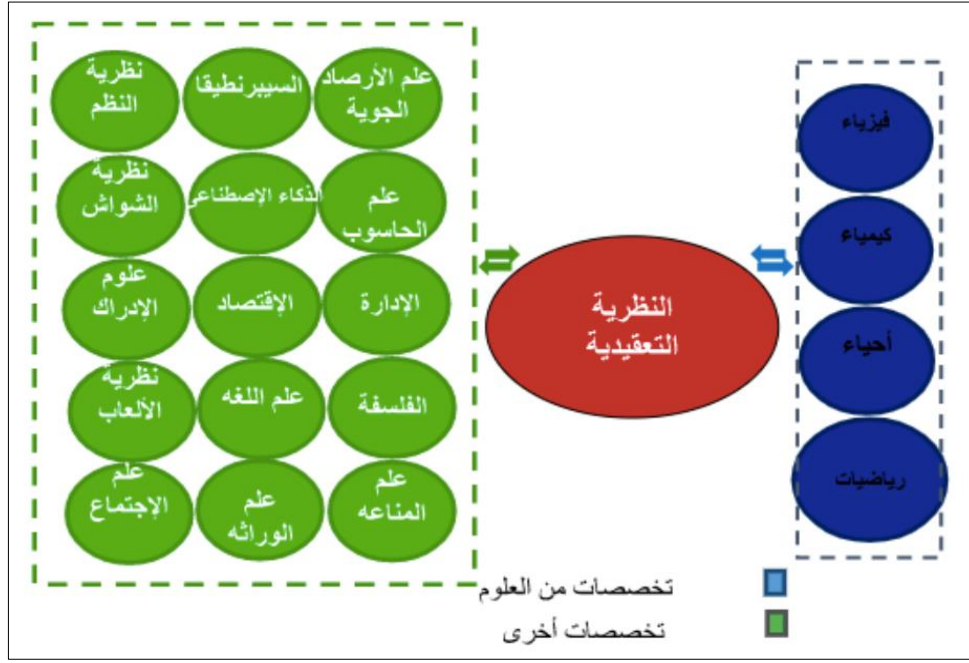 علم الأرصاد
الجوية
السيبرنطيقا
نظرية
النظم
علم
الحاسوب
الذكاء الإصطناعى
نظرية
الشواش
الإدارة
الإقتصاد
علوم
الإدراك
الفلسفة
علم اللغه
نظرية
الألعاب
علم
المناعه
علم
الوراثه
علم
الإجتماع
النظرية
التعقيدية
فيزياء
كيمياء
أحياء
رياضيات
تخصصات من العلوم
تخصصات أخرى